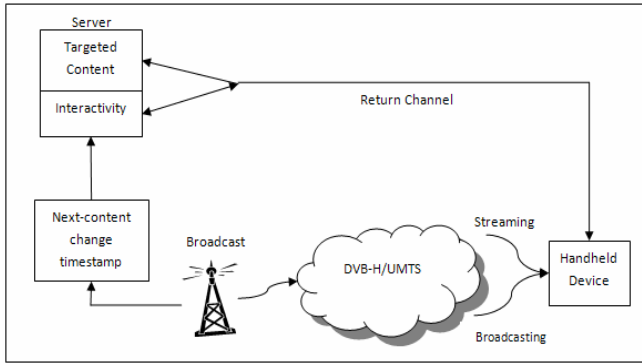 Server
Targeted
Content
Interactivity
Return Channel
Next-content
change
timestamp
Broadcast
DVB-H/UMTS
Streaming
Handheld
Device
Broadcasting